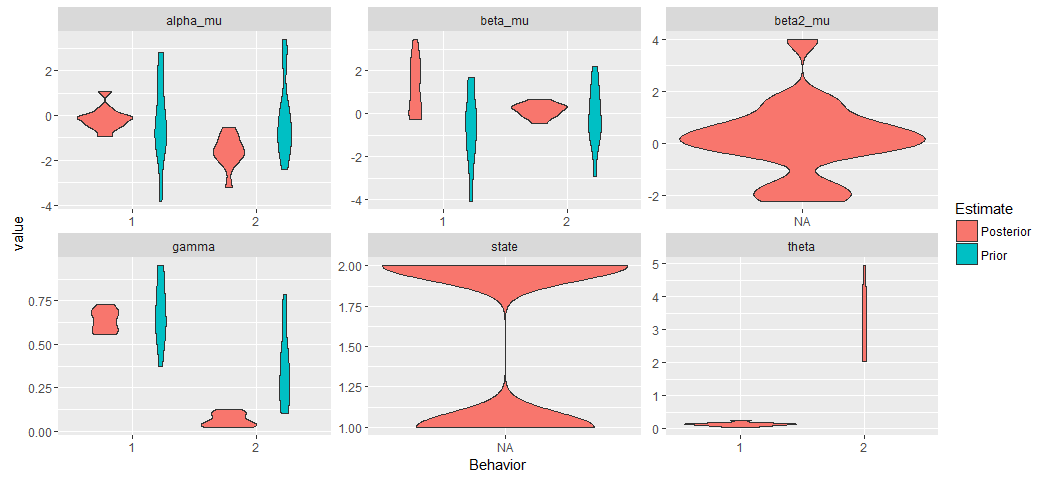 alpha_mu
beta_mu
beta2_mu
2
0
-2
-4
1
2
2
0
-2
-4
1
2
4
2
0
-2
NA
value
gamma
state
theta
0.75
0.50
0.25
0.00
1
2
2.00
1.75
1.50
1.25
1.00
NA
5
4
3
2
1
0
1
2
Behavior
Estimate
Posterior
Prior